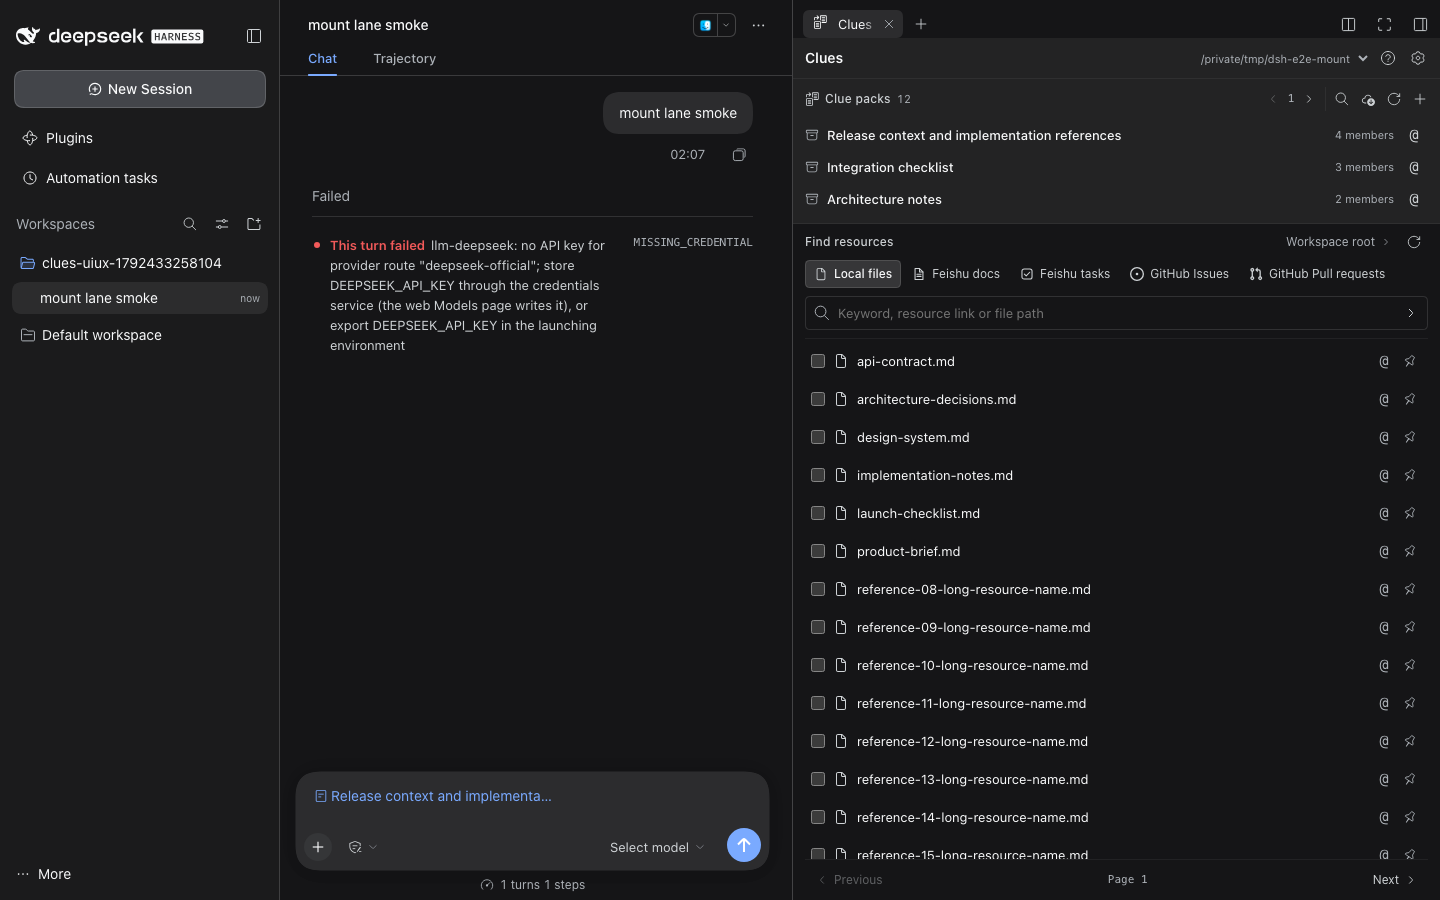 deepseek HARNESS
New Session
Plugins
Automation tasks
Workspaces
clues-uiux-1792433258104
mount lane smoke
now
Default workspace
More
mount lane smoke
Chat
Trajectory
mount lane smoke
02:07
Failed
This turn failed llm-deepseek: no API key for
provider route "deepseek-official"; store
DEEPSEEK_API_KEY through the credentials
service (the web Models page writes it), or
export DEEPSEEK_API_KEY in the launching
environment
MISSING_CREDENTIAL
Release context and implementa...
Select model
1 turns 1 steps
Clues
Clues
/private/tmp/dsh-e2e-mount
Clue packs 12
1
Release context and implementation references
4 members @
Integration checklist
3 members @
Architecture notes
2 members @
Find resources
Workspace root
Local files
Feishu docs
Feishu tasks
GitHub Issues
GitHub Pull requests
Keyword, resource link or file path
api-contract.md @
architecture-decisions.md @
design-system.md @
implementation-notes.md @
launch-checklist.md @
product-brief.md @
reference-08-long-resource-name.md @
reference-09-long-resource-name.md @
reference-10-long-resource-name.md @
reference-11-long-resource-name.md @
reference-12-long-resource-name.md @
reference-13-long-resource-name.md @
reference-14-long-resource-name.md @
reference-15-long-resource-name.md @
Previous
Page 1
Next